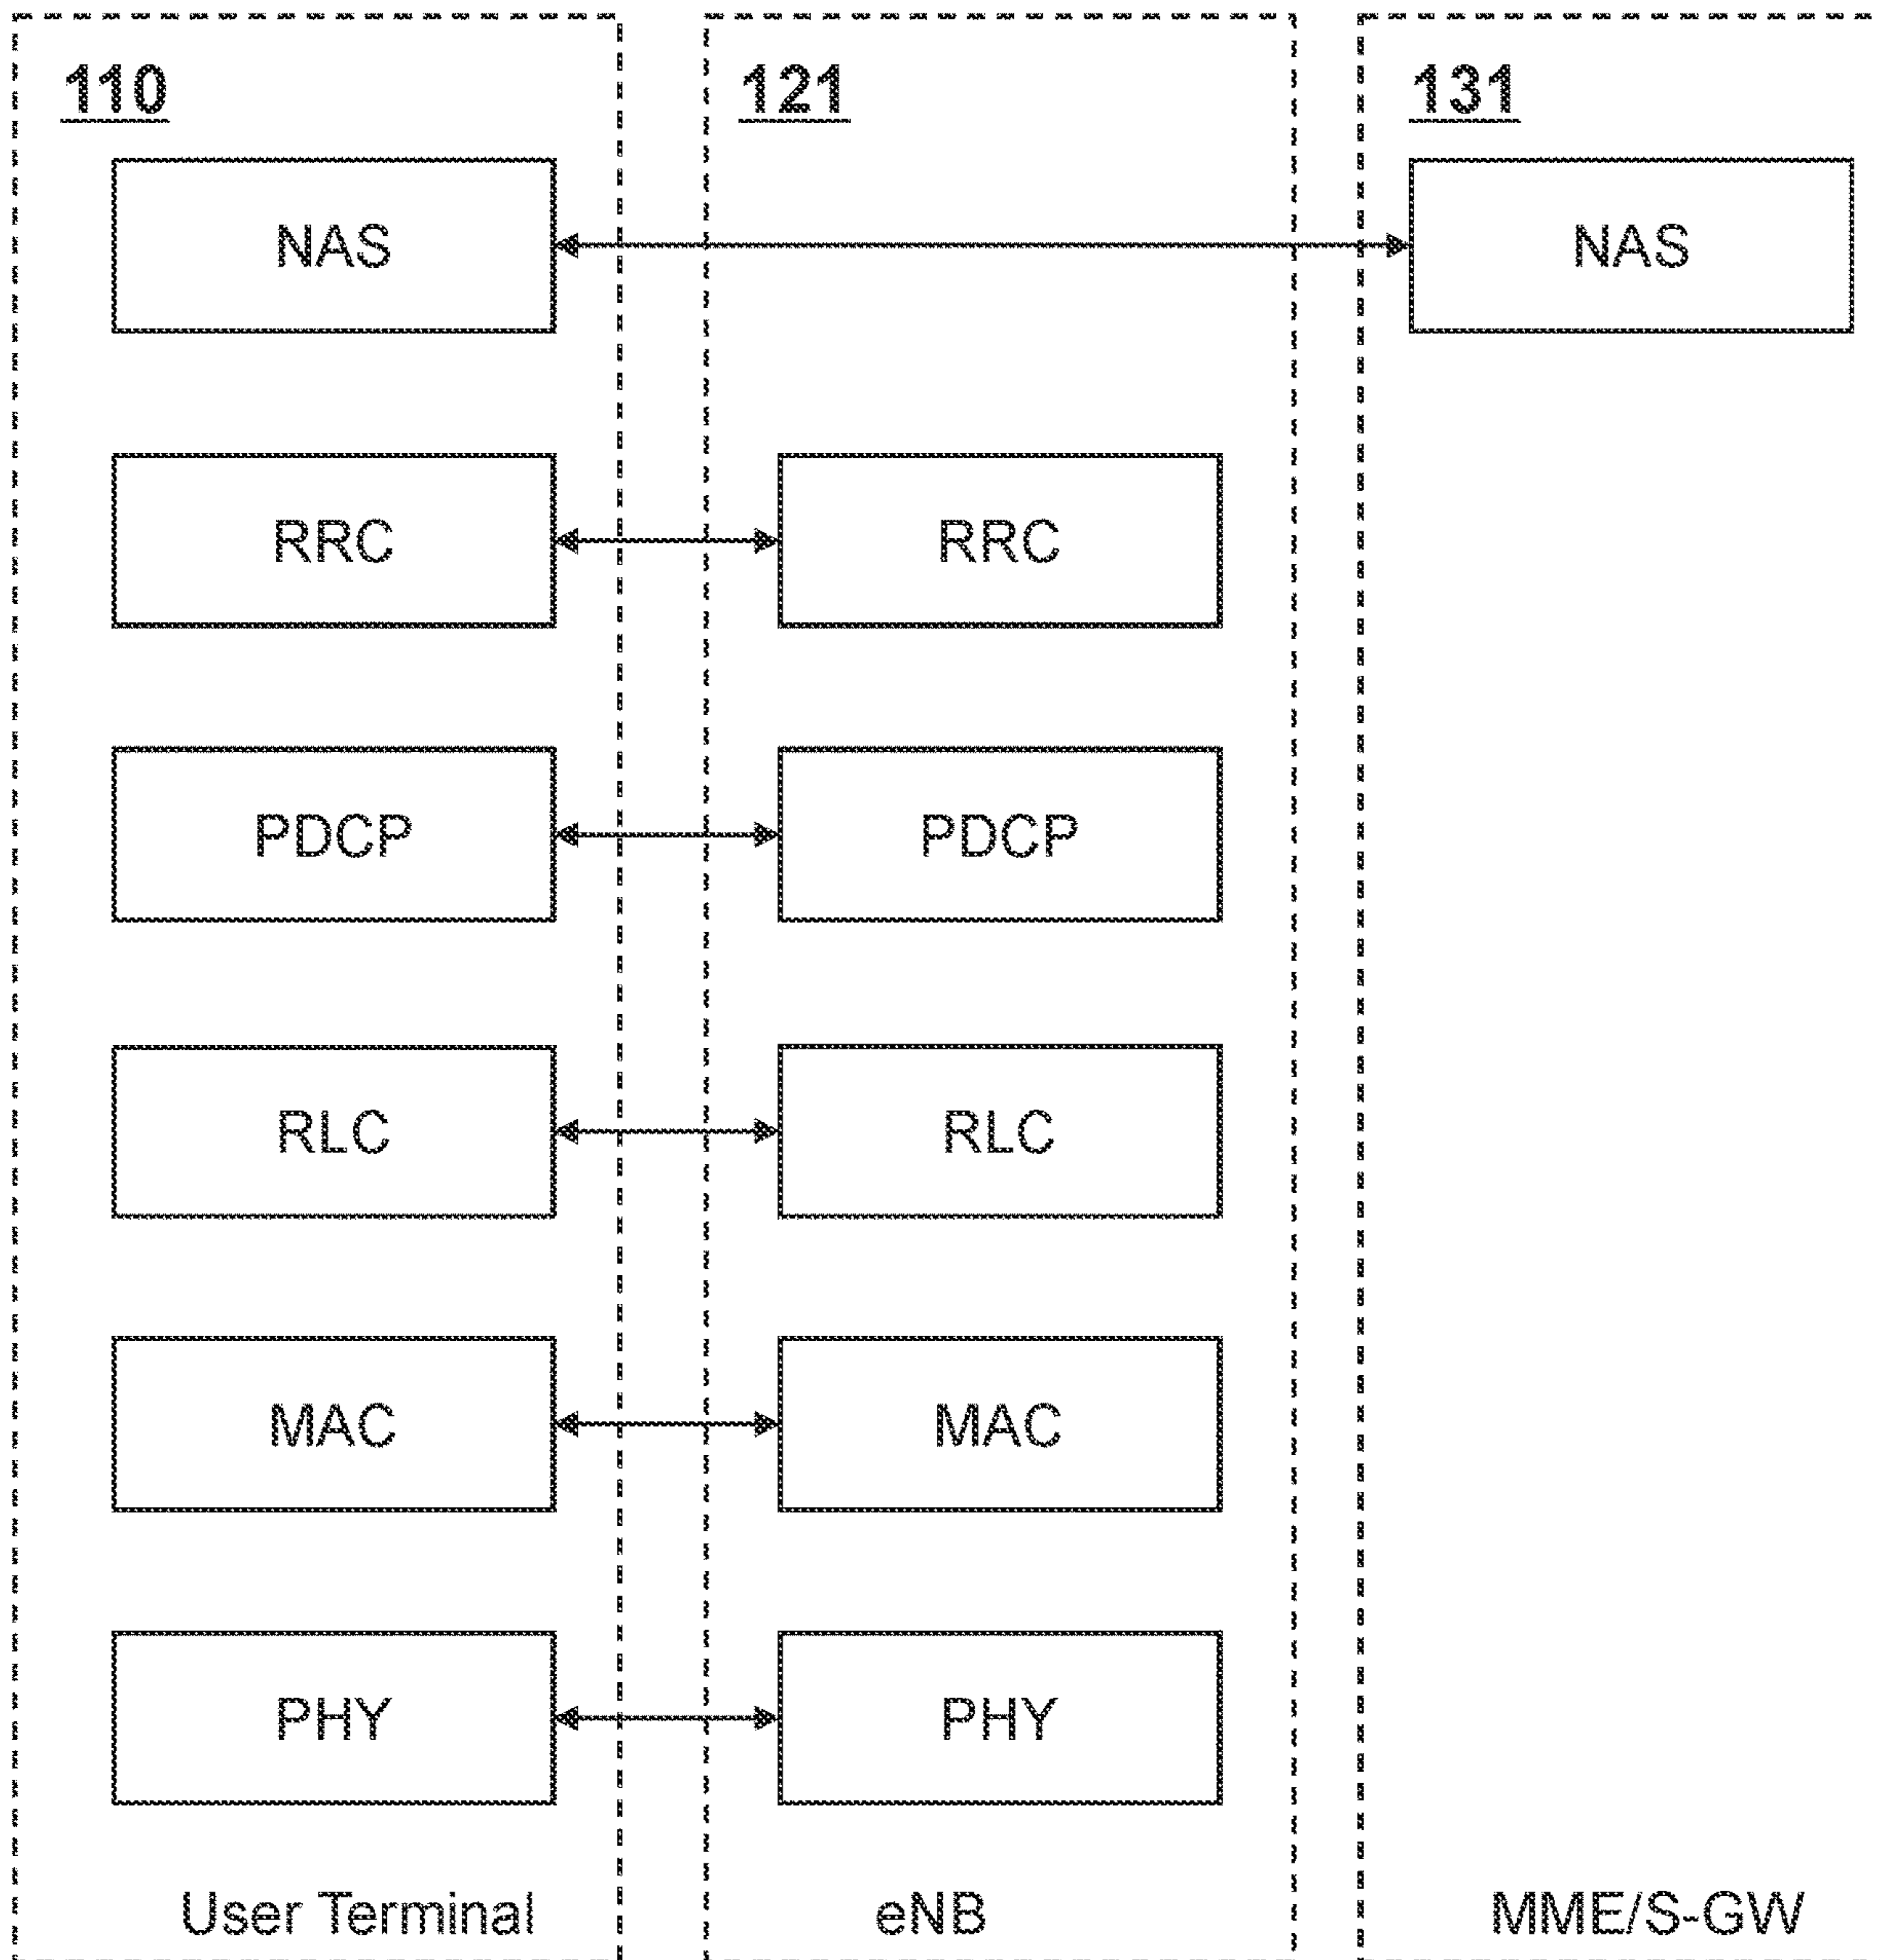 110 121 131
NAS NAS
RRC RRC
PDCP PDCP
RLC RLC
MAC MAC
PHY PHY
User Terminal eNB MME/S-GW